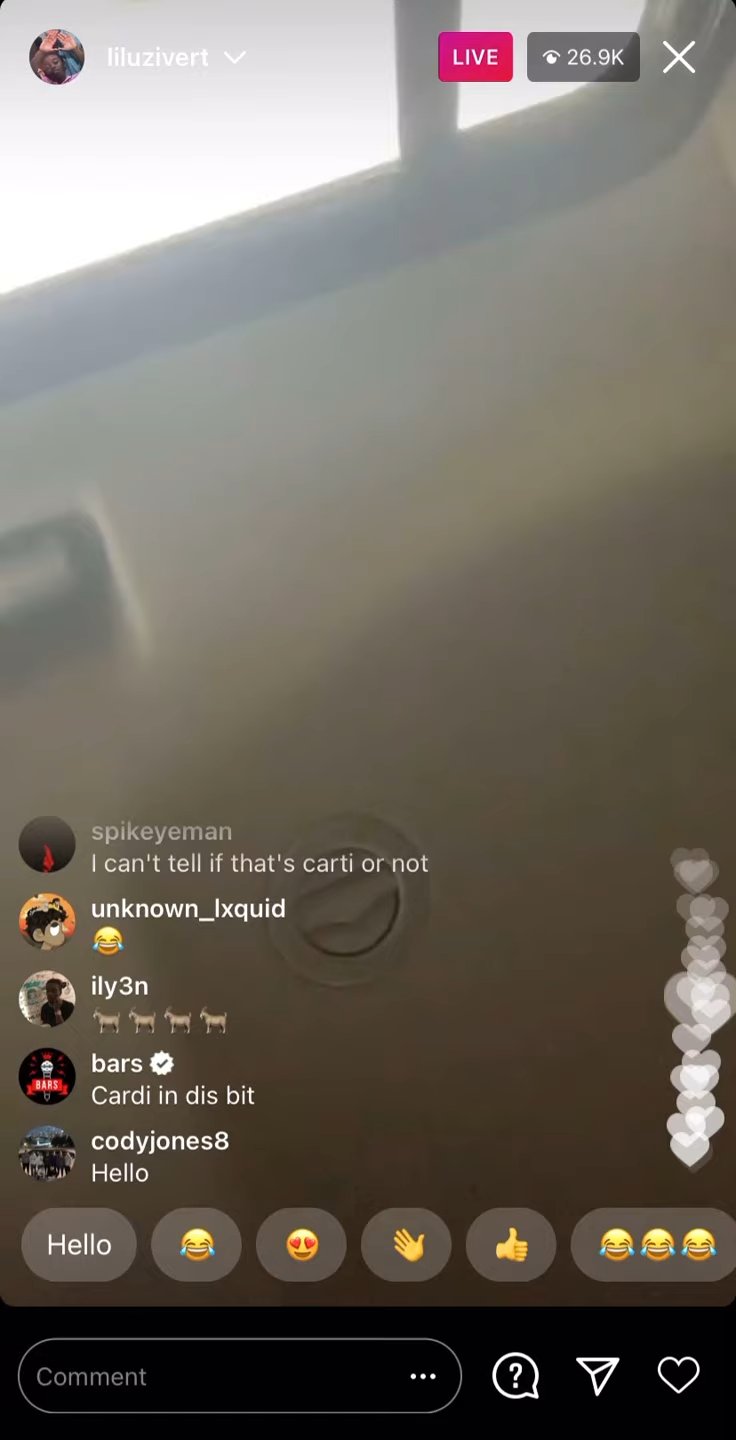 liluzivert
LIVE
26.9K
spikeyeman
I can't tell if that's carti or not
unknown_lxquid
😂
ily3n
🐐 🐐 🐐 🐐
bars
BARS
Cardi in dis bit
codyjones8
Hello
Hello 😂 😍 👋 👍 😂 😂 😂
Comment